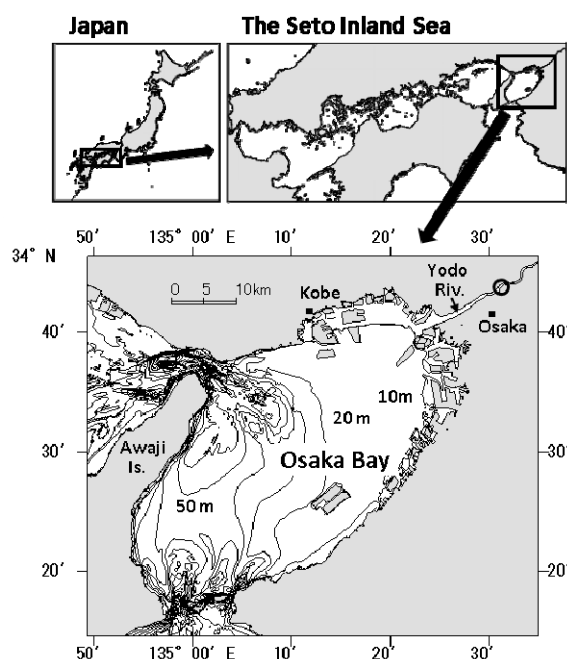 Japan
The Seto Inland Sea
50' 135° 00' E 10' 20' 30'
34° N
0 5 10km
Kobe
Yodo
Riv.
Osaka
40' 40'
10m
20 m
30' 30'
Awaji
Is.
Osaka Bay
50 m
20' 20'
50' 135° 00' E 10' 20' 30'